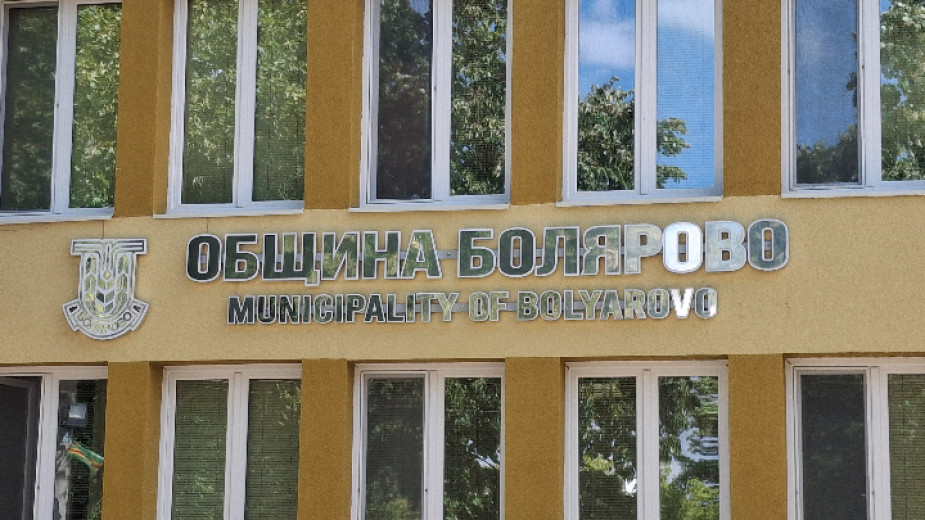 ОБЩИНА БОЛЯРОВО
MUNICIPALITY OF BOLYAROVO